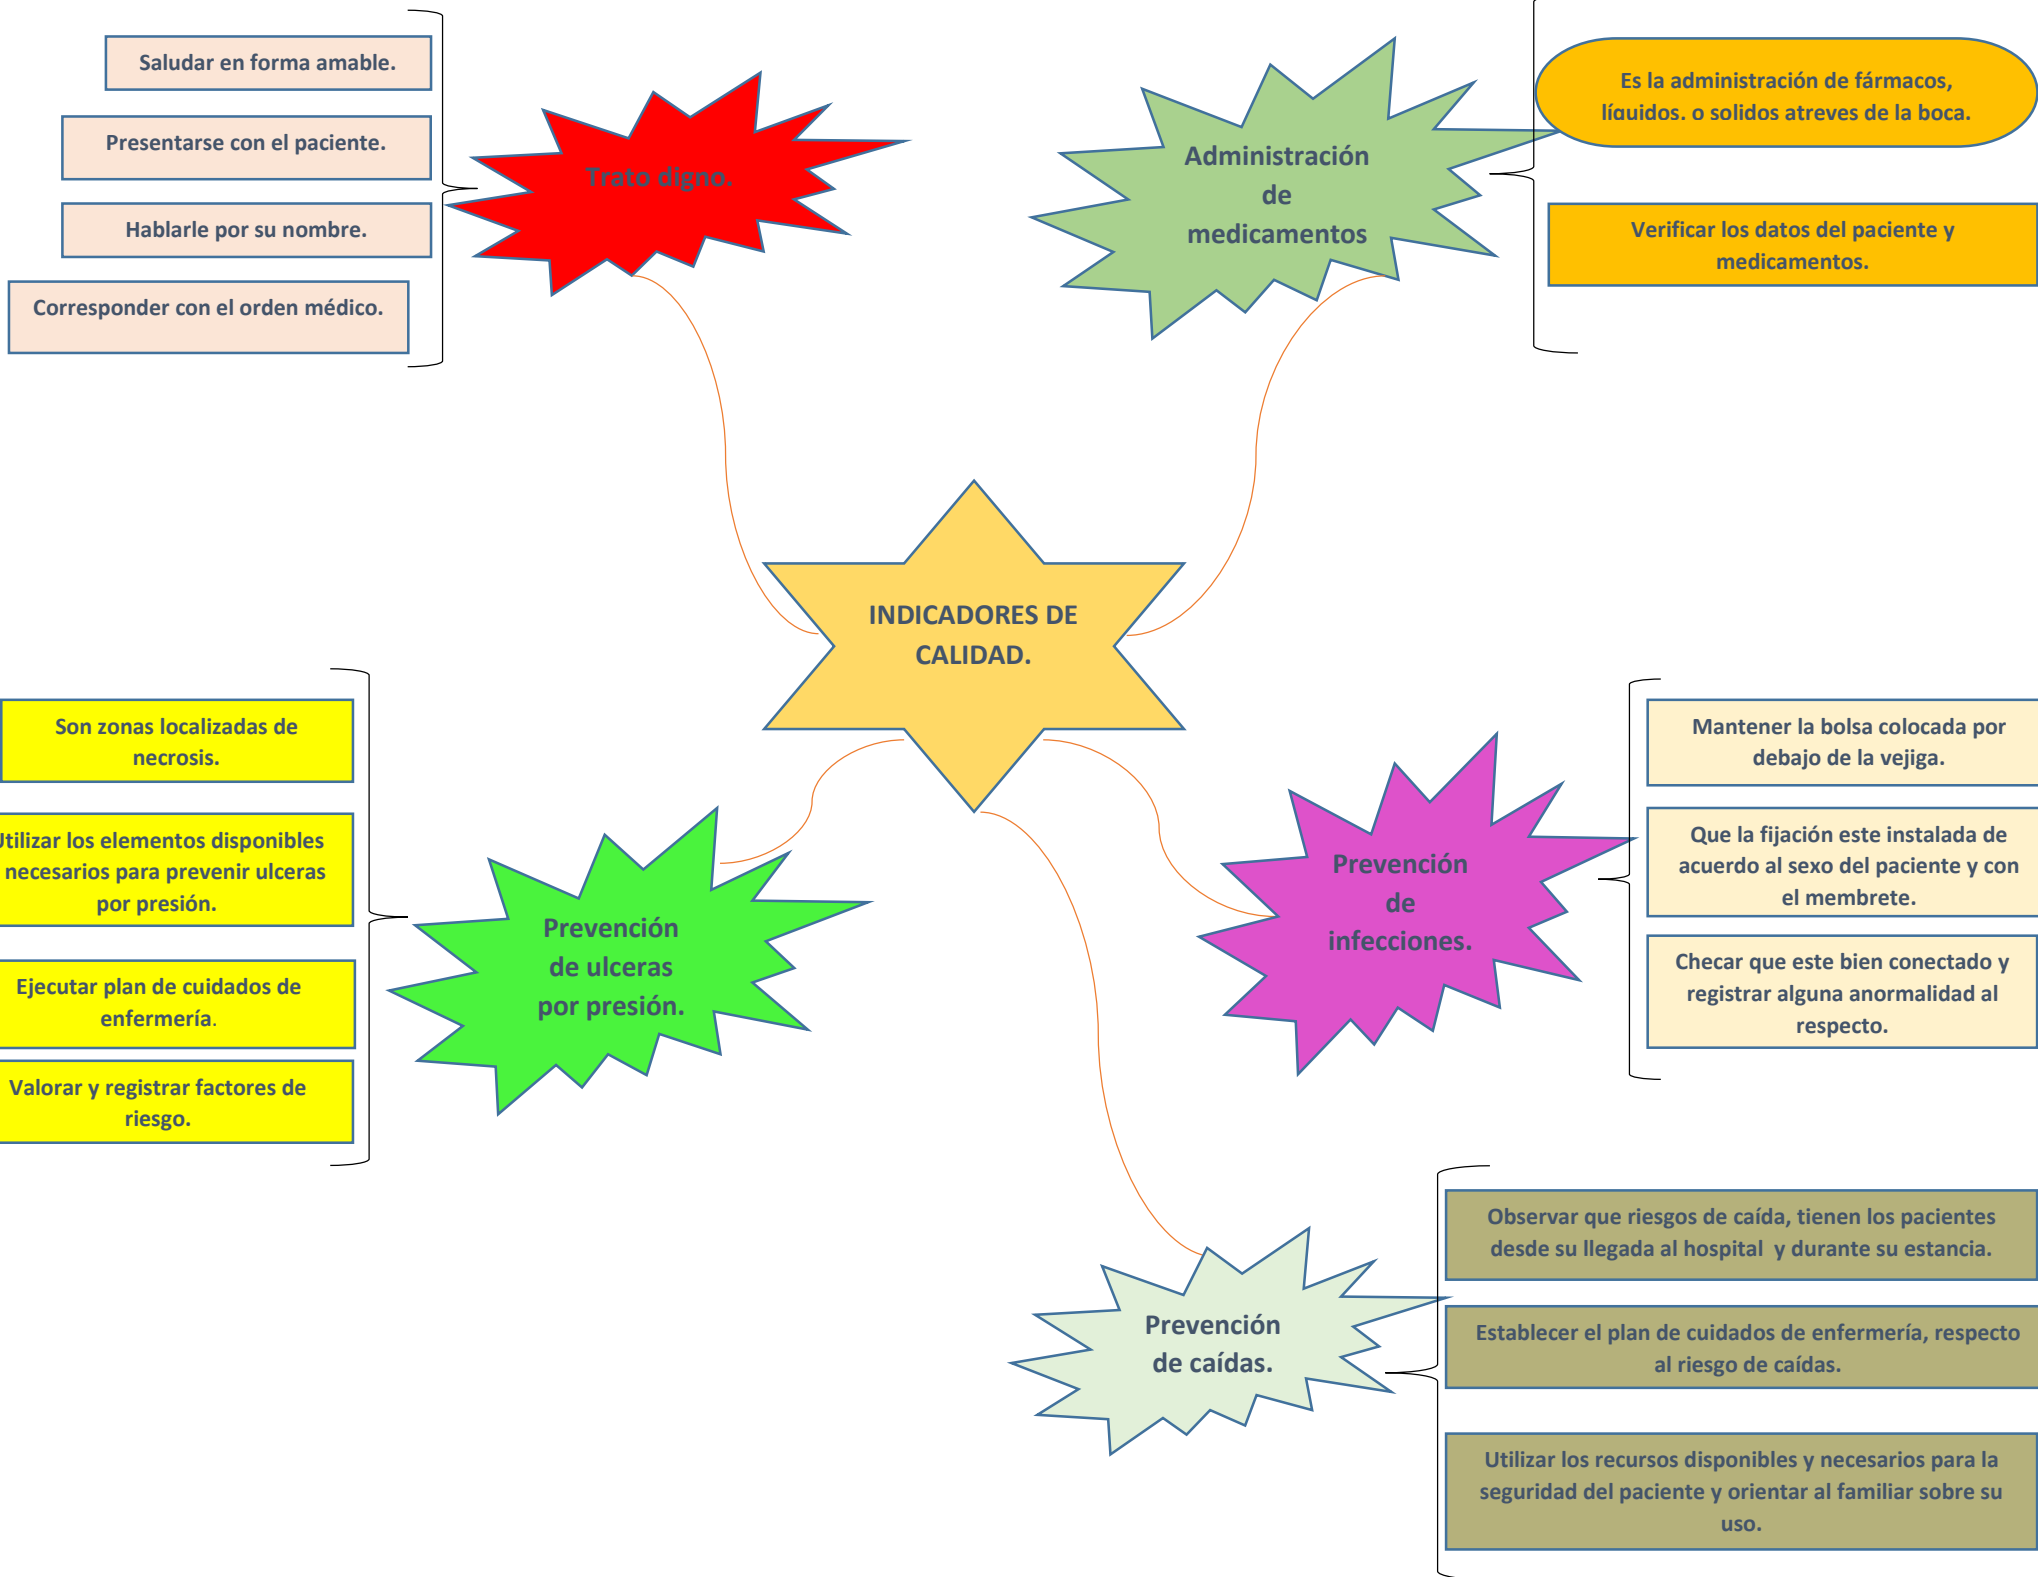 Saludar en forma amable.
Presentarse con el paciente.
Hablarle por su nombre.
Corresponder con el orden médico.
Trato digno.
Administración
de
medicamentos
Es la administración de fármacos,
líquidos. o solidos atreves de la boca.
Verificar los datos del paciente y
medicamentos.
INDICADORES DE
CALIDAD.
Son zonas localizadas de
necrosis.
Utilizar los elementos disponibles
necesarios para prevenir ulceras
por presión.
Ejecutar plan de cuidados de
enfermería.
Valorar y registrar factores de
riesgo.
Prevención
de ulceras
por presión.
Prevención
de
infecciones.
Mantener la bolsa colocada por
debajo de la vejiga.
Que la fijación este instalada de
acuerdo al sexo del paciente y con
el membrete.
Checar que este bien conectado y
registrar alguna anormalidad al
respecto.
Prevención
de caídas.
Observar que riesgos de caída, tienen los pacientes
desde su llegada al hospital  y durante su estancia.
Establecer el plan de cuidados de enfermería, respecto
al riesgo de caídas.
Utilizar los recursos disponibles y necesarios para la
seguridad del paciente y orientar al familiar sobre su
uso.